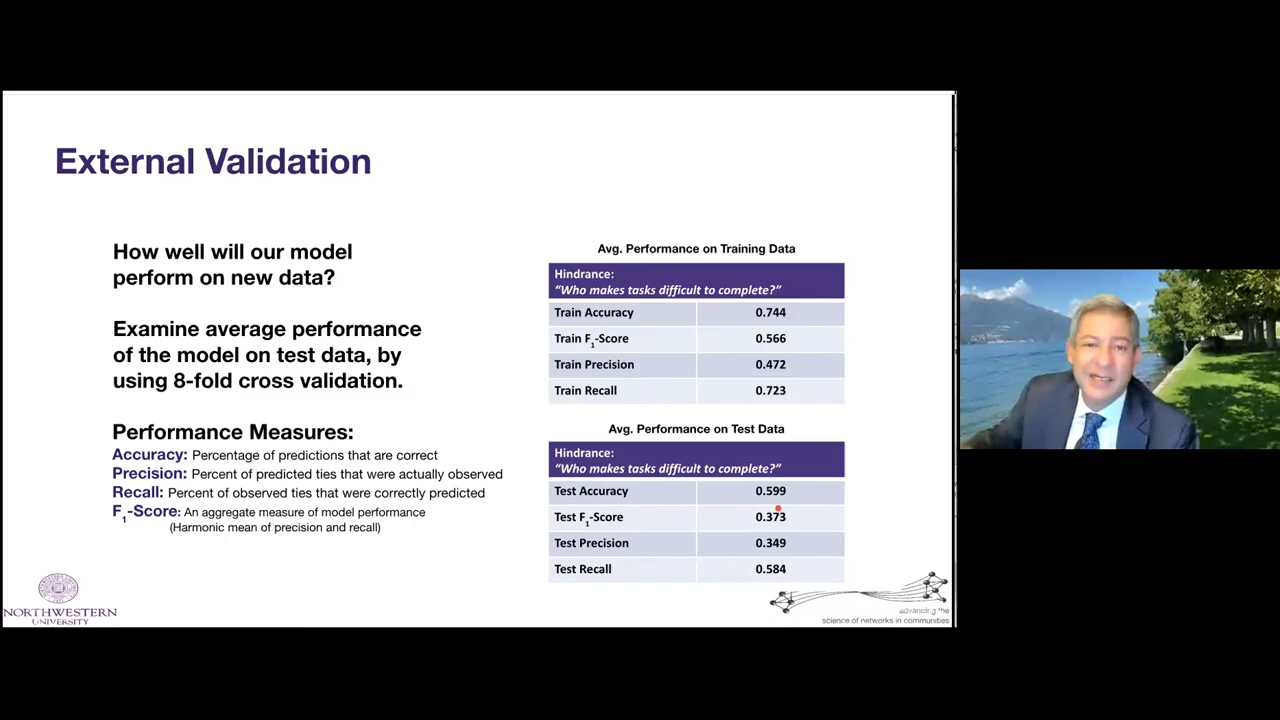 External Validation
How well will our model
perform on new data?
Examine average performance
of the model on test data, by
using 8-fold cross validation.
Performance Measures:
Accuracy: Percentage of predictions that are correct
Precision: Percent of predicted ties that were actually observed
Recall: Percent of observed ties that were correctly predicted
F1-Score: An aggregate measure of model performance
(Harmonic mean of precision and recall)
Avg. Performance on Training Data
Hindrance:
"Who makes tasks difficult to complete?"
Train Accuracy 0.744
Train F1-Score 0.566
Train Precision 0.472
Train Recall 0.723
Avg. Performance on Test Data
Hindrance:
"Who makes tasks difficult to complete?"
Test Accuracy 0.599
Test F1-Score 0.373
Test Precision 0.349
Test Recall 0.584
NORTHWESTERN
UNIVERSITY
advancing the
science of networks in communities